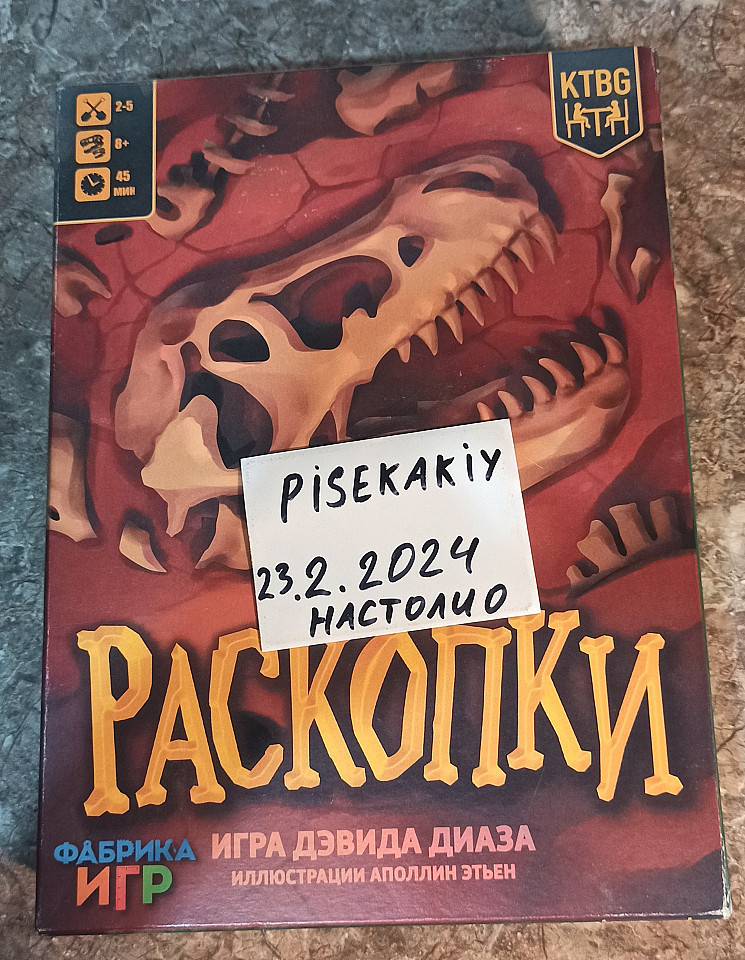 2-5
8+
45
МИН
KTBG
PiSEKAKiY
23.2.2024
НАСТОЛИО
РАСКОПКИ
ФАБРИКА
ИГР
ИГРА ДЭВИДА ДИАЗА
ИЛЛЮСТРАЦИИ АПОЛЛИН ЭТЬЕН